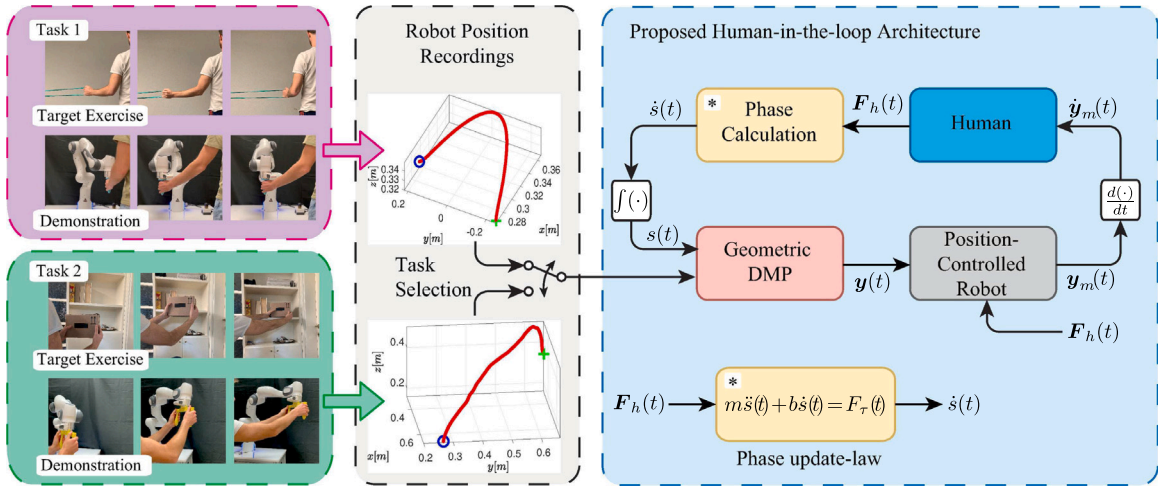 Task 1
Target Exercise
Demonstration
Task 2
Target Exercise
Demonstration
Robot Position
Recordings
z[m]
0.34
0.33
0.32
0.2
0
-0.2
y[m]
0.36
0.34
0.32
0.3
0.28
x[m]
Task
Selection
z[m]
0.4
0.2
0.4
0.6
x[m]
0.2
0.3
0.4
0.5
0.6
y[m]
Proposed Human-in-the-loop Architecture
ṡ(t)
*
Phase
Calculation
F_h(t)
Human
ẏ_m(t)
∫(·)
d(·)/dt
s(t)
Geometric
DMP
y(t)
Position-
Controlled
Robot
y_m(t)
F_h(t)
F_h(t)
*
ms̈(t)+bṡ(t)=F_τ(t)
ṡ(t)
Phase update-law